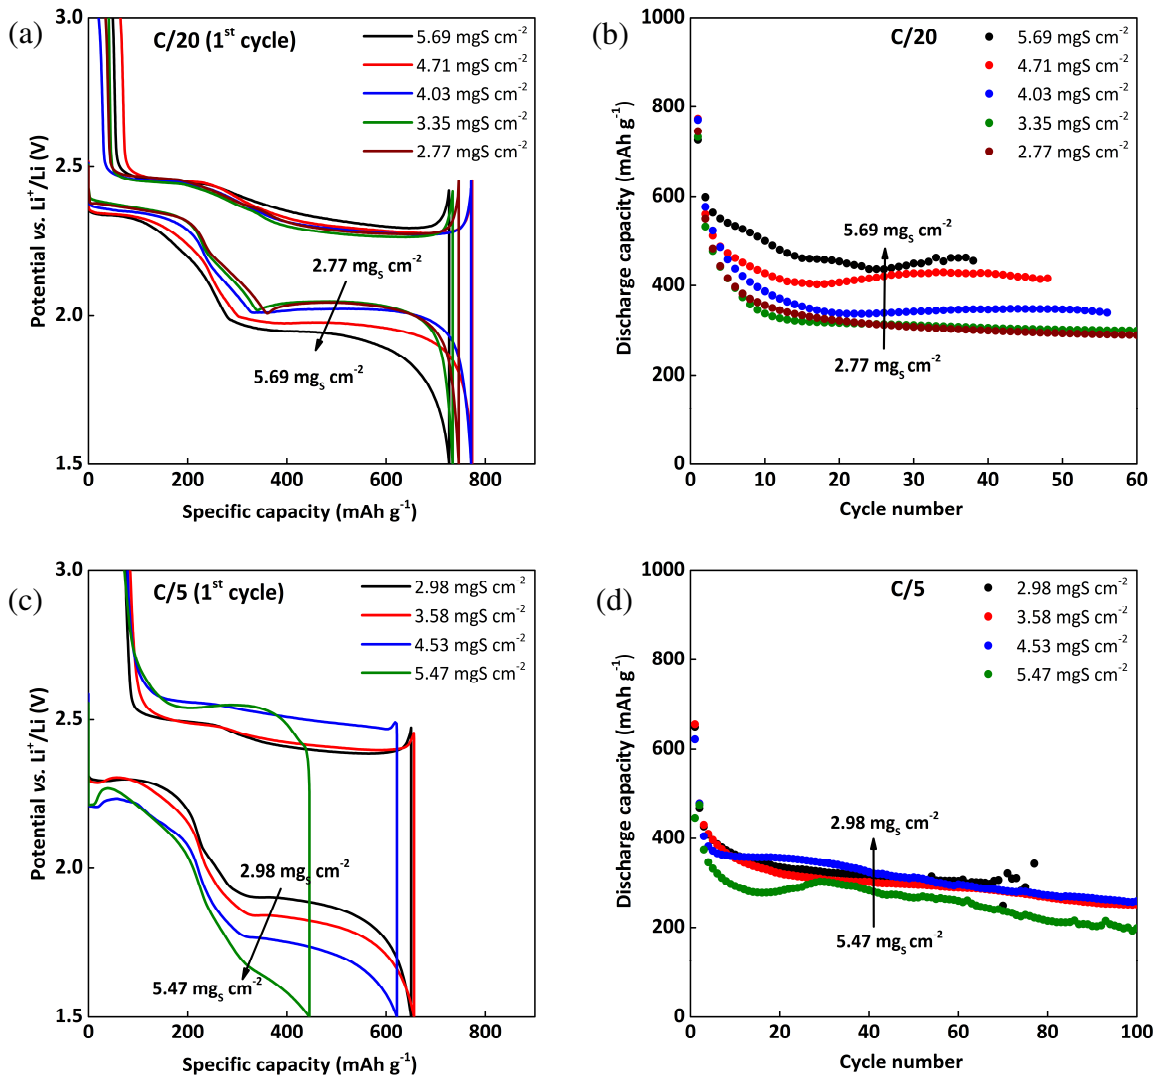 (a)
C/20 (1st cycle)
5.69 mgS cm-2
4.71 mgS cm-2
4.03 mgS cm-2
3.35 mgS cm-2
2.77 mgS cm-2
3.0
2.5
2.0
1.5
Potential vs. Li+/Li (V)
2.77 mgS cm-2
5.69 mgS cm-2
0 200 400 600 800
Specific capacity (mAh g-1)
(b)
C/20
5.69 mgS cm-2
4.71 mgS cm-2
4.03 mgS cm-2
3.35 mgS cm-2
2.77 mgS cm-2
1000
800
600
400
200
0
Discharge capacity (mAh g-1)
5.69 mgS cm-2
2.77 mgS cm-2
0 10 20 30 40 50 60
Cycle number
(c)
C/5 (1st cycle)
2.98 mgS cm-2
3.58 mgS cm-2
4.53 mgS cm-2
5.47 mgS cm-2
3.0
2.5
2.0
1.5
Potential vs. Li+/Li (V)
2.98 mgS cm-2
5.47 mgS cm-2
0 200 400 600 800
Specific capacity (mAh g-1)
(d)
C/5
2.98 mgS cm-2
3.58 mgS cm-2
4.53 mgS cm-2
5.47 mgS cm-2
1000
800
600
400
200
0
Discharge capacity (mAh g-1)
2.98 mgS cm-2
5.47 mgS cm-2
0 20 40 60 80 100
Cycle number